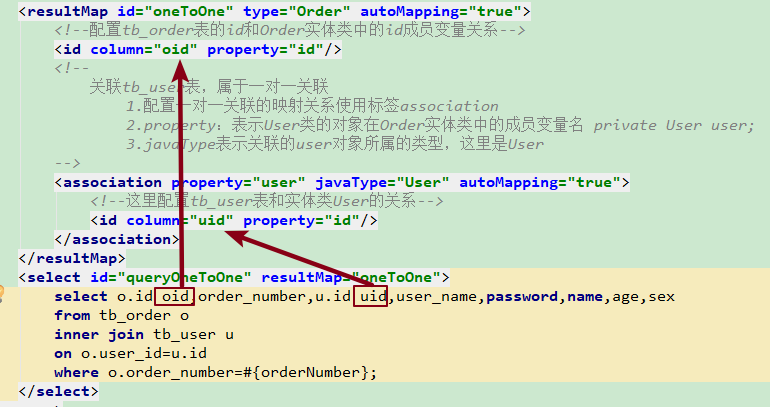 <resultMap id="oneToOne" type="Order" autoMapping="true">
<!--配置tb_order表的id和Order实体类中的id成员变量关系-->
<id column="oid" property="id"/>
<!--
关联tb_user表，属于一对一关联
1.配置一对一关联的映射关系使用标签association
2.property：表示User类的对象在Order实体类中的成员变量名 private User user;
3.javaType表示关联的user对象所属的类型，这里是User
-->
<association property="user" javaType="User" autoMapping="true">
<!--这里配置tb_user表和实体类User的关系-->
<id column="uid" property="id"/>
</association>
</resultMap>
<select id="queryOneToOne" resultMap="oneToOne">
select o.id oid,order_number,u.id uid,user_name,password,name,age,sex
from tb_order o
inner join tb_user u
on o.user_id=u.id
where o.order_number=#{orderNumber};
</select>